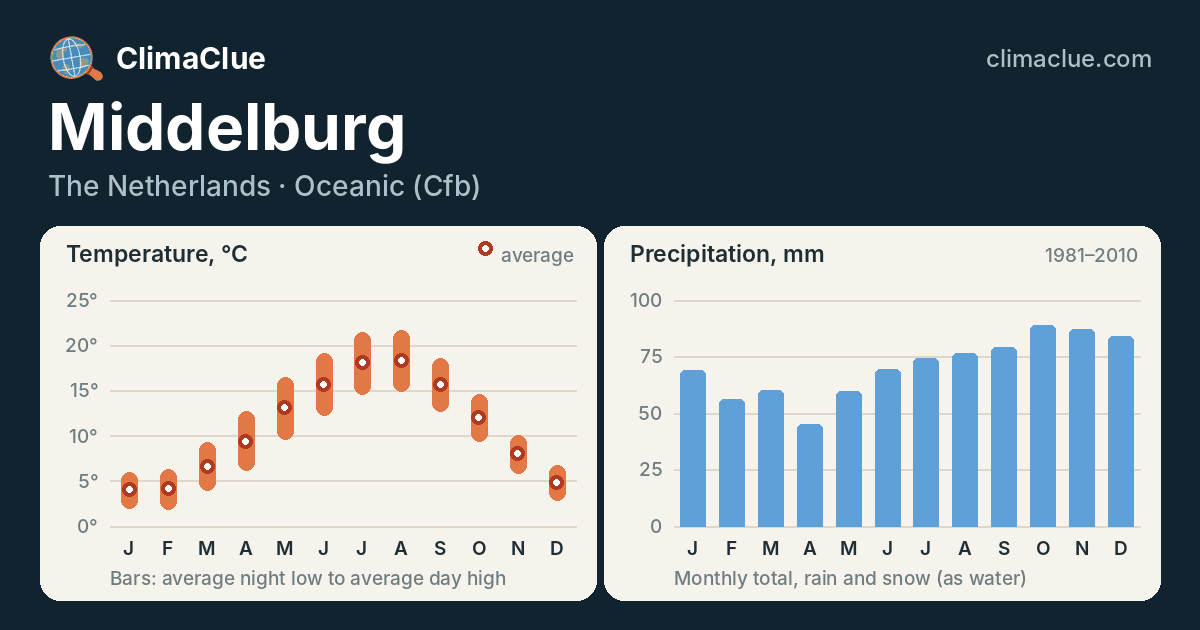 ClimaClue
climaclue.com
Middelburg
The Netherlands · Oceanic (Cfb)
Temperature, °C
average
25°
20°
15°
10°
5°
0°
J F M A M J J A S O N D
Bars: average night low to average day high
Precipitation, mm
1981–2010
100
75
50
25
0
J F M A M J J A S O N D
Monthly total, rain and snow (as water)